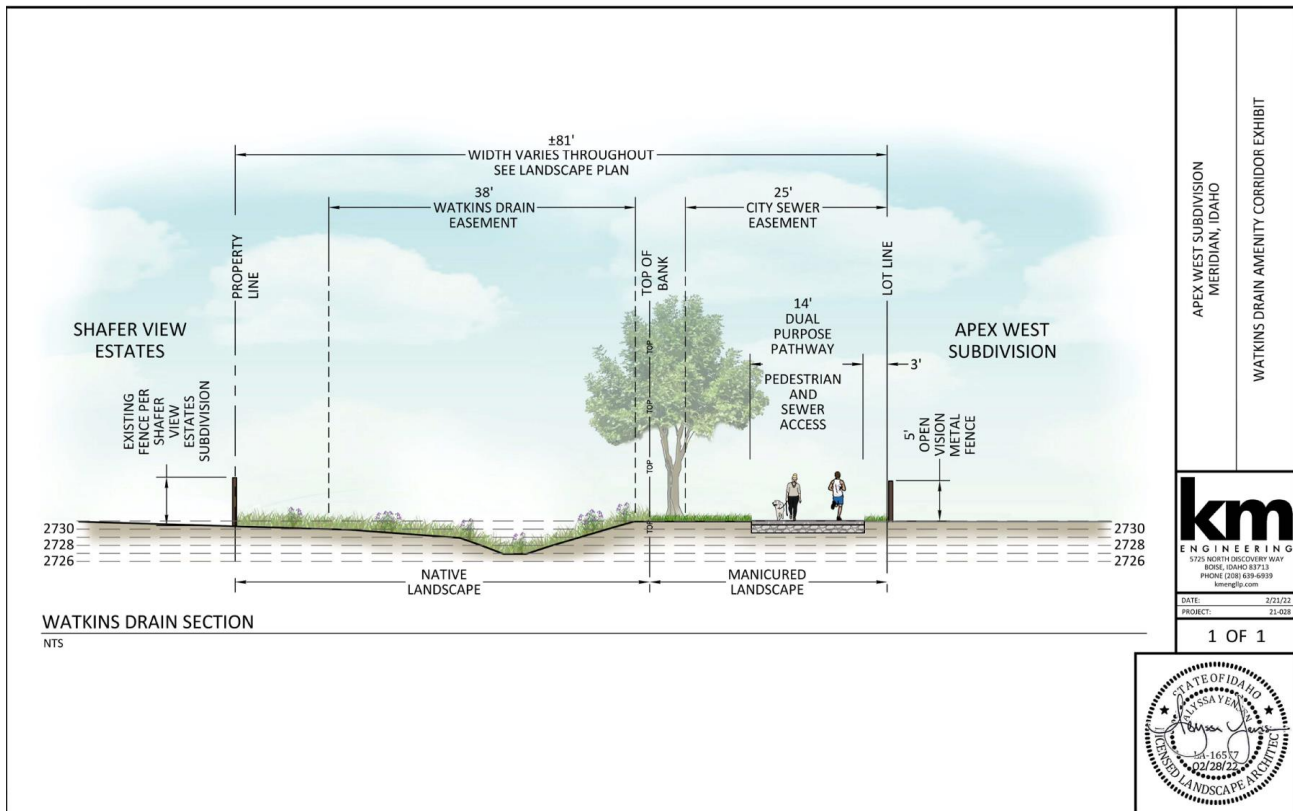 ±81'
WIDTH VARIES THROUGHOUT
SEE LANDSCAPE PLAN
38'
WATKINS DRAIN
EASEMENT
25'
CITY SEWER
EASEMENT
PROPERTY
LINE
TOP OF
BANK
LOT LINE
SHAFER VIEW
ESTATES
14'
DUAL
PURPOSE
PATHWAY
PEDESTRIAN
AND
SEWER
ACCESS
APEX WEST
SUBDIVISION
3'
EXISTING
FENCE PER
SHAFER
VIEW
ESTATES
SUBDIVISION
5'
OPEN
VISION
METAL
FENCE
TOP
TOP
TOP
TOP
TOP
2730
2728
2726
2730
2728
2726
NATIVE
LANDSCAPE
MANICURED
LANDSCAPE
WATKINS DRAIN SECTION
NTS
APEX WEST SUBDIVISION
MERIDIAN, IDAHO
WATKINS DRAIN AMENITY CORRIDOR EXHIBIT
km
ENGINEERING
5725 NORTH DISCOVERY WAY
BOISE, IDAHO 83713
PHONE (208) 639-6939
kmengllp.com
DATE: 2/21/22
PROJECT: 21-028
1 OF 1
STATE OF IDAHO
LICENSED LANDSCAPE ARCHITECT
LA-16577
02/28/22